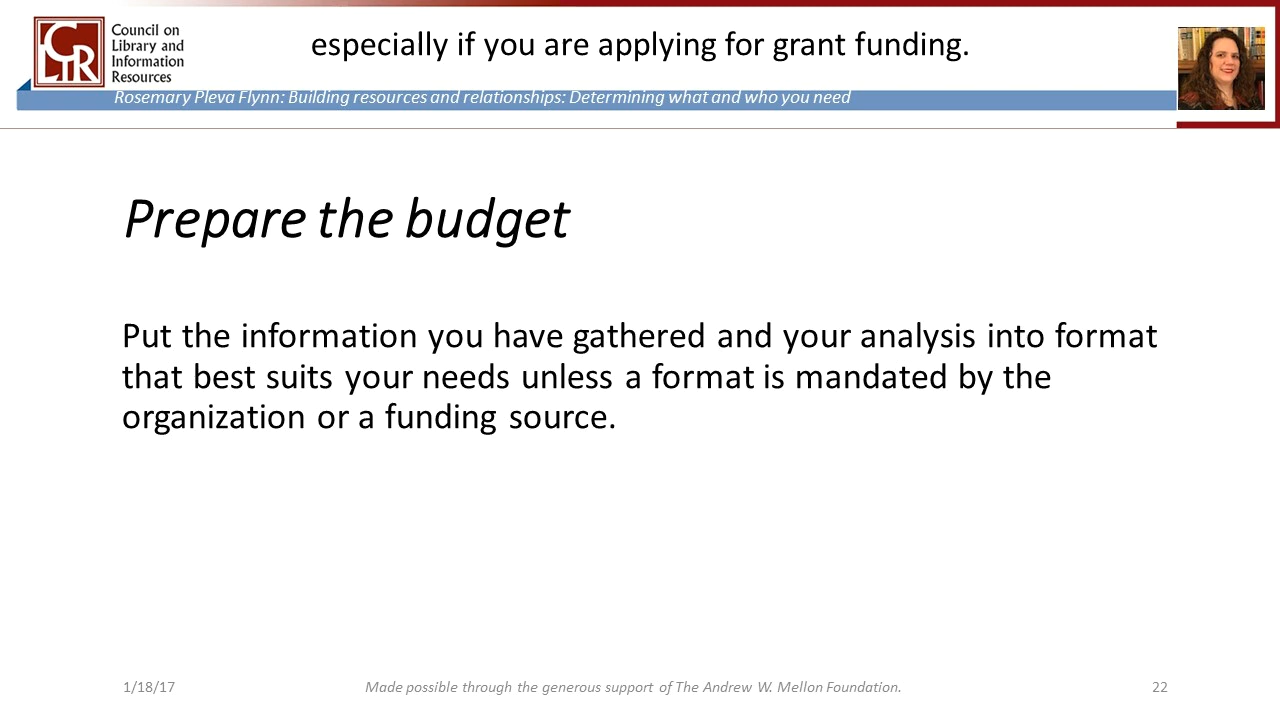 CLIR
Council on
Library and
Information
Resources
especially if you are applying for grant funding.
Rosemary Pleva Flynn: Building resources and relationships: Determining what and who you need
Prepare the budget
Put the information you have gathered and your analysis into format
that best suits your needs unless a format is mandated by the
organization or a funding source.
1/18/17
Made possible through the generous support of The Andrew W. Mellon Foundation.
22